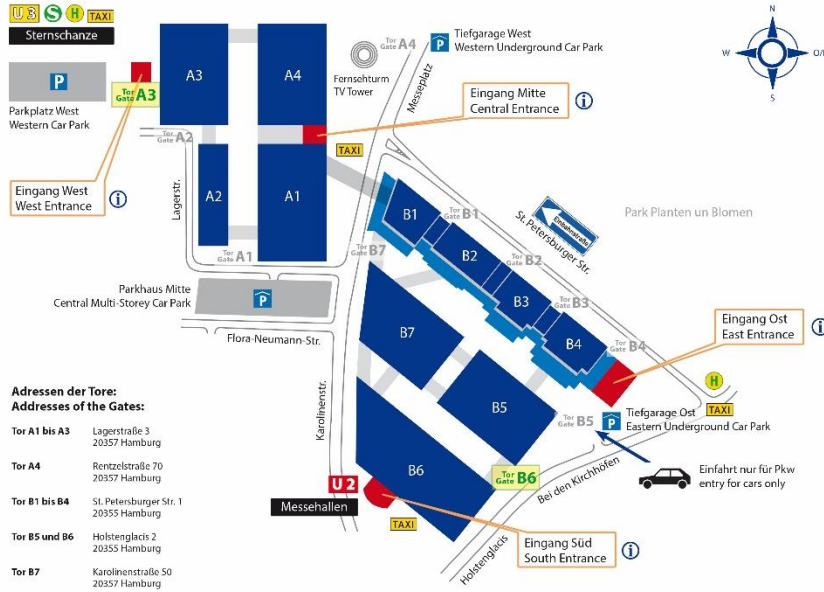 U3 S H TAXI
Sternschanze
P
Parkplatz West
Western Car Park
Tor
Gate A3
A3
A4
Fernsehturm
TV Tower
Tor
Gate A4
Messeplatz
P
Tiefgarage West
Western Underground Car Park
N
W
S
Eingang Mitte
Central Entrance
i
TAXI
Tor
Gate A2
Eingang West
West Entrance
i
Lagerstr.
A2
A1
Tor
Gate A1
B1
Tor
Gate B1
Einbahnstraße
St. Petersburger Str.
Park Planten un Blomen
Tor
Gate B7
B2
Tor
Gate B2
B3
Tor
Gate B3
B4
Tor
Gate B4
Eingang Ost
East Entrance
i
Parkhaus Mitte
Central Multi-Storey Car Park
P
Flora-Neumann-Str.
B7
Karolinenstr.
B5
H
TAXI
Tor
Gate B5
P
Tiefgarage Ost
Eastern Underground Car Park
B6
Tor
Gate B6
Bei den Kirchhöfen
Einfahrt nur für Pkw
entry for cars only
U2
Messehallen
TAXI
Holstenglacis
Eingang Süd
South Entrance
i
Adressen der Tore:
Addresses of the Gates:
Tor A1 bis A3 Lagerstraße 3
20357 Hamburg
Tor A4 Rentzelstraße 70
20357 Hamburg
Tor B1 bis B4 St. Petersburger Str. 1
20355 Hamburg
Tor B5 und B6 Holstenglacis 2
20355 Hamburg
Tor B7 Karolinenstraße 50
20357 Hamburg